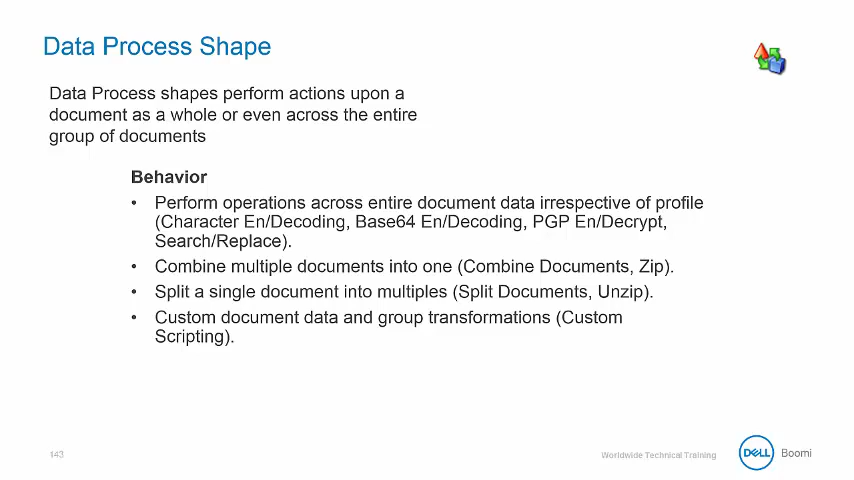 Data Process Shape
Data Process shapes perform actions upon a
document as a whole or even across the entire
group of documents
Behavior
• Perform operations across entire document data irrespective of profile
(Character En/Decoding, Base64 En/Decoding, PGP En/Decrypt,
Search/Replace).
• Combine multiple documents into one (Combine Documents, Zip).
• Split a single document into multiples (Split Documents, Unzip).
• Custom document data and group transformations (Custom
Scripting).
143
Worldwide Technical Training
DELL Boomi